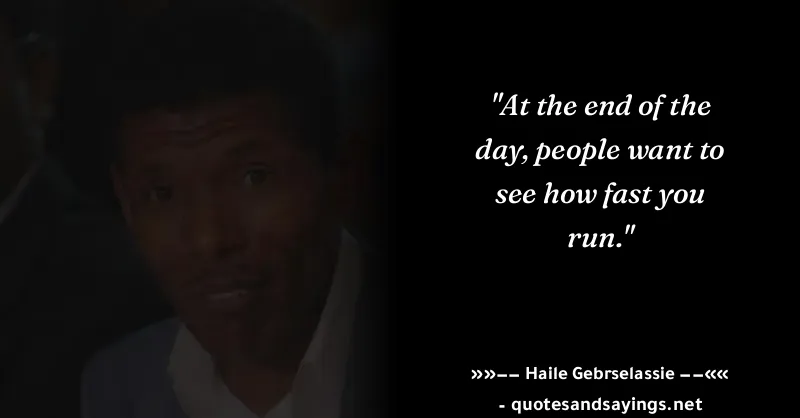 "At the end of the
day, people want to
see how fast you
run."
»»–– Haile Gebrselassie ––««
- quotesandsayings.net